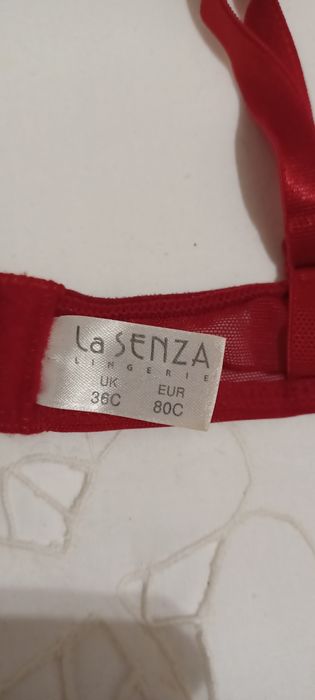 La SENZA
LINGERIE
UK EUR
36C 80C